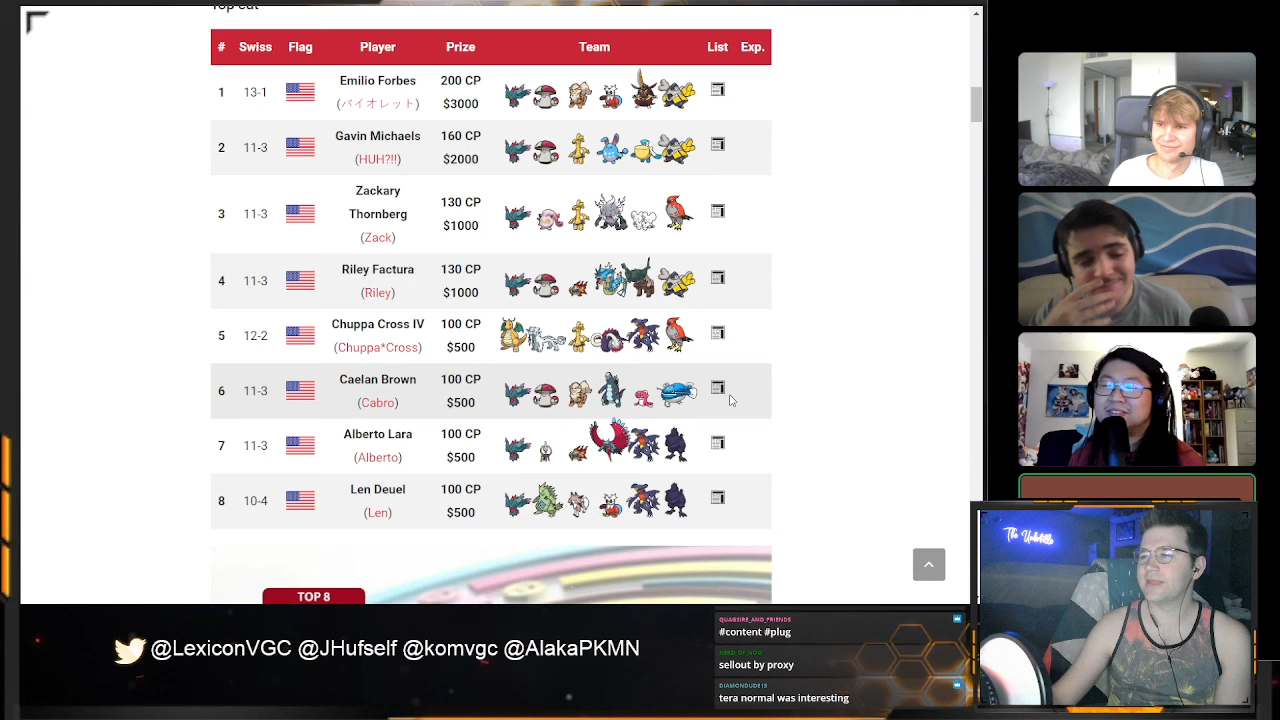 Top Cut
# Swiss Flag Player Prize Team List Exp.
1 13-1 Emilio Forbes (バイオレット) 200 CP $3000
2 11-3 Gavin Michaels (HUH?!!) 160 CP $2000
3 11-3 Zackary Thornberg (Zack) 130 CP $1000
4 11-3 Riley Factura (Riley) 130 CP $1000
5 12-2 Chuppa Cross IV (Chuppa*Cross) 100 CP $500
6 11-3 Caelan Brown (Cabro) 100 CP $500
7 11-3 Alberto Lara (Alberto) 100 CP $500
8 10-4 Len Deuel (Len) 100 CP $500
TOP 8
The Underhills
@LexiconVGC @JHufself @komvgc @AlakaPKMN
QUAGSIRE_AND_FRIENDS
#content #plug
sellout by proxy
DIAMONDUDE15
tera normal was interesting